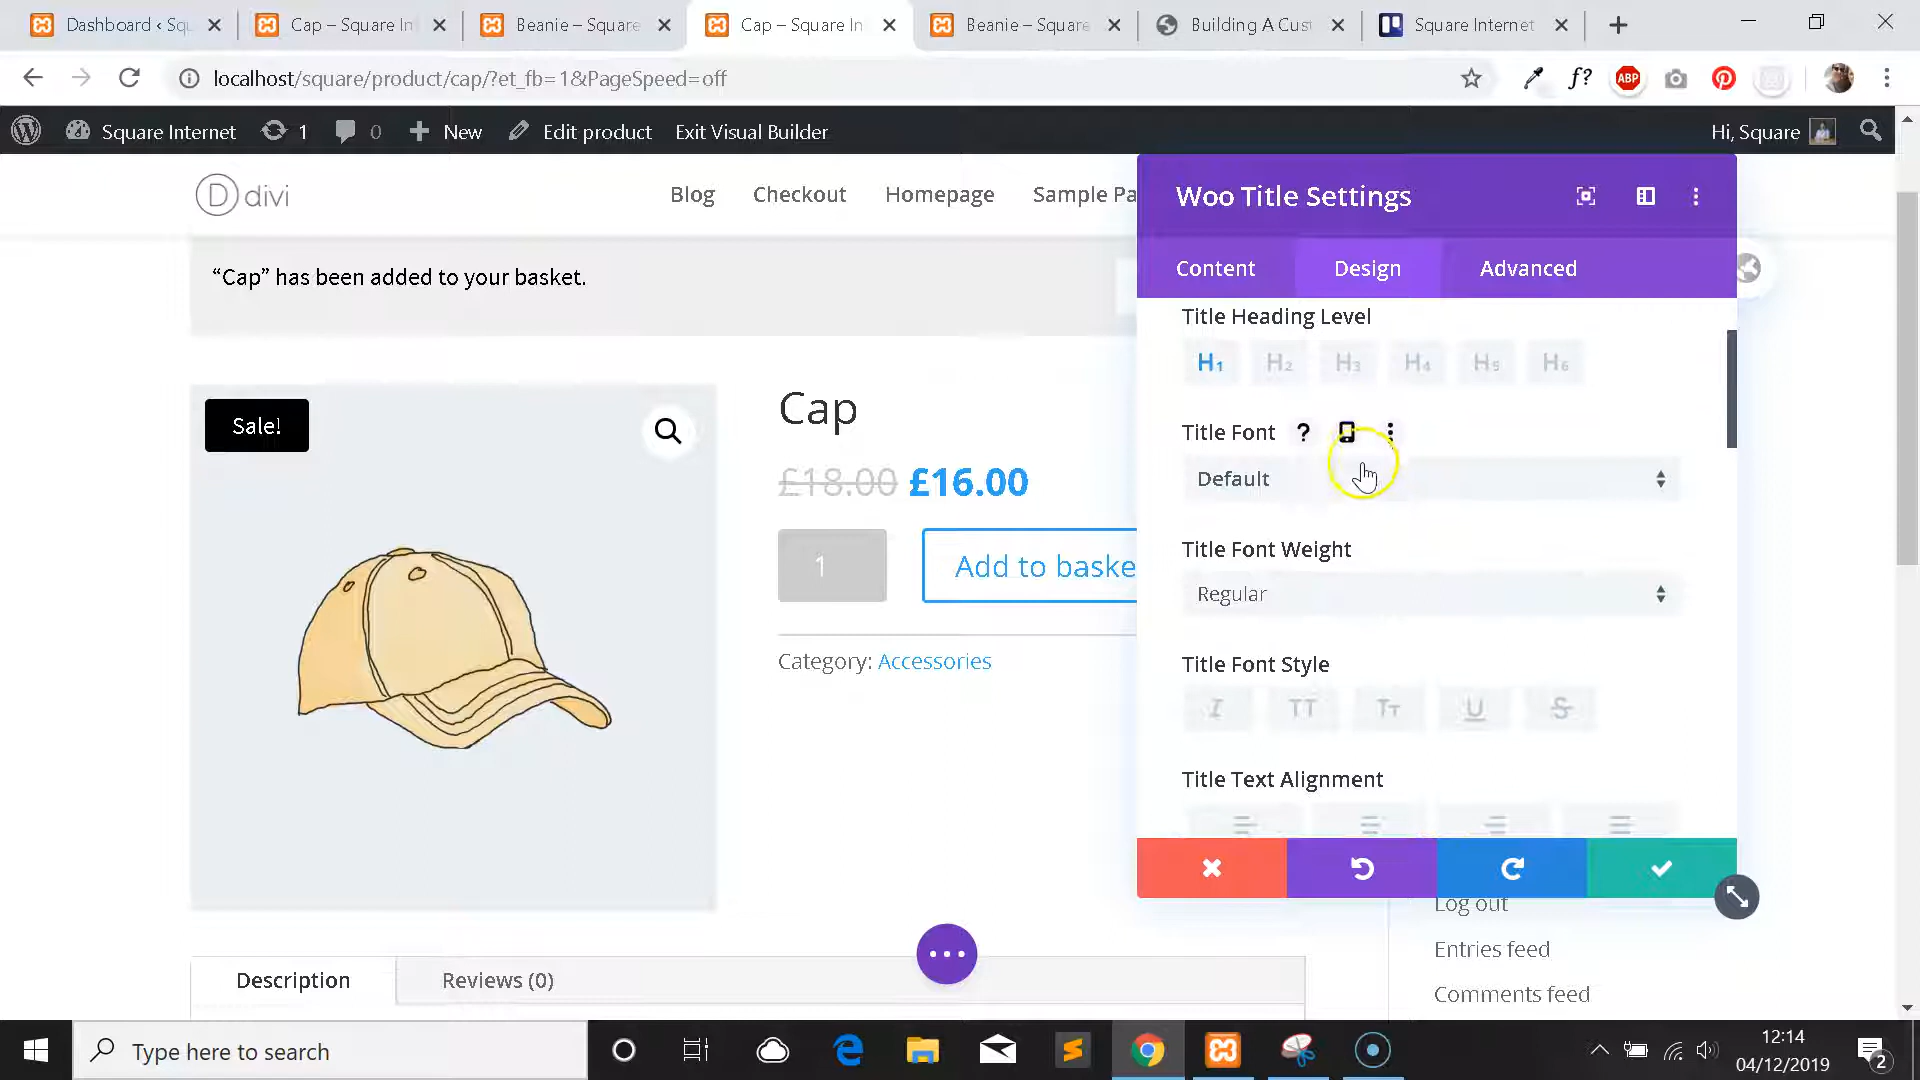 Dashboard ‹ Squ
Cap – Square In
Beanie – Square
Cap – Square In
Beanie – Square
Building A Cust
Square Internet
localhost/square/product/cap/?et_fb=1&PageSpeed=off
f?
ABP
Square Internet
1
0
New
Edit product
Exit Visual Builder
Hi, Square
D divi
Blog
Checkout
Homepage
Sample Pa
Woo Title Settings
Content
Design
Advanced
“Cap” has been added to your basket.
Title Heading Level
H1 H2 H3 H4 H5 H6
Sale!
Cap
£18.00 £16.00
Title Font ?
Default
1
Add to baske
Title Font Weight
Regular
Category: Accessories
Title Font Style
I TT Tт U S
Title Text Alignment
Log out
Entries feed
Comments feed
Description
Reviews (0)
Type here to search
12:14
04/12/2019
2